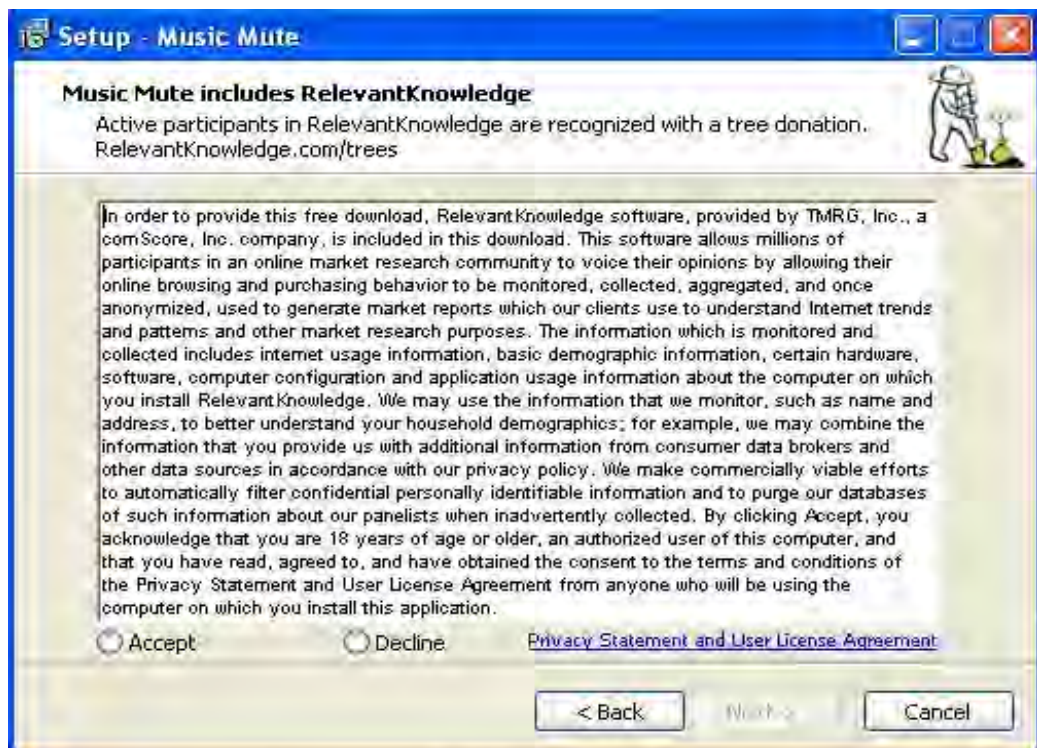 Setup - Music Mute
Music Mute includes RelevantKnowledge
Active participants in RelevantKnowledge are recognized with a tree donation.
RelevantKnowledge.com/trees
In order to provide this free download, RelevantKnowledge software, provided by TMRG, Inc., a
comScore, Inc. company, is included in this download. This software allows millions of
participants in an online market research community to voice their opinions by allowing their
online browsing and purchasing behavior to be monitored, collected, aggregated, and once
anonymized, used to generate market reports which our clients use to understand Internet trends
and patterns and other market research purposes. The information which is monitored and
collected includes internet usage information, basic demographic information, certain hardware,
software, computer configuration and application usage information about the computer on which
you install RelevantKnowledge. We may use the information that we monitor, such as name and
address, to better understand your household demographics; for example, we may combine the
information that you provide us with additional information from consumer data brokers and
other data sources in accordance with our privacy policy. We make commercially viable efforts
to automatically filter confidential personally identifiable information and to purge our databases
of such information about our panelists when inadvertently collected. By clicking Accept, you
acknowledge that you are 18 years of age or older, an authorized user of this computer, and
that you have read, agreed to, and have obtained the consent to the terms and conditions of
the Privacy Statement and User License Agreement from anyone who will be using the
computer on which you install this application.
Accept Decline Privacy Statement and User License Agreement
< Back Next > Cancel